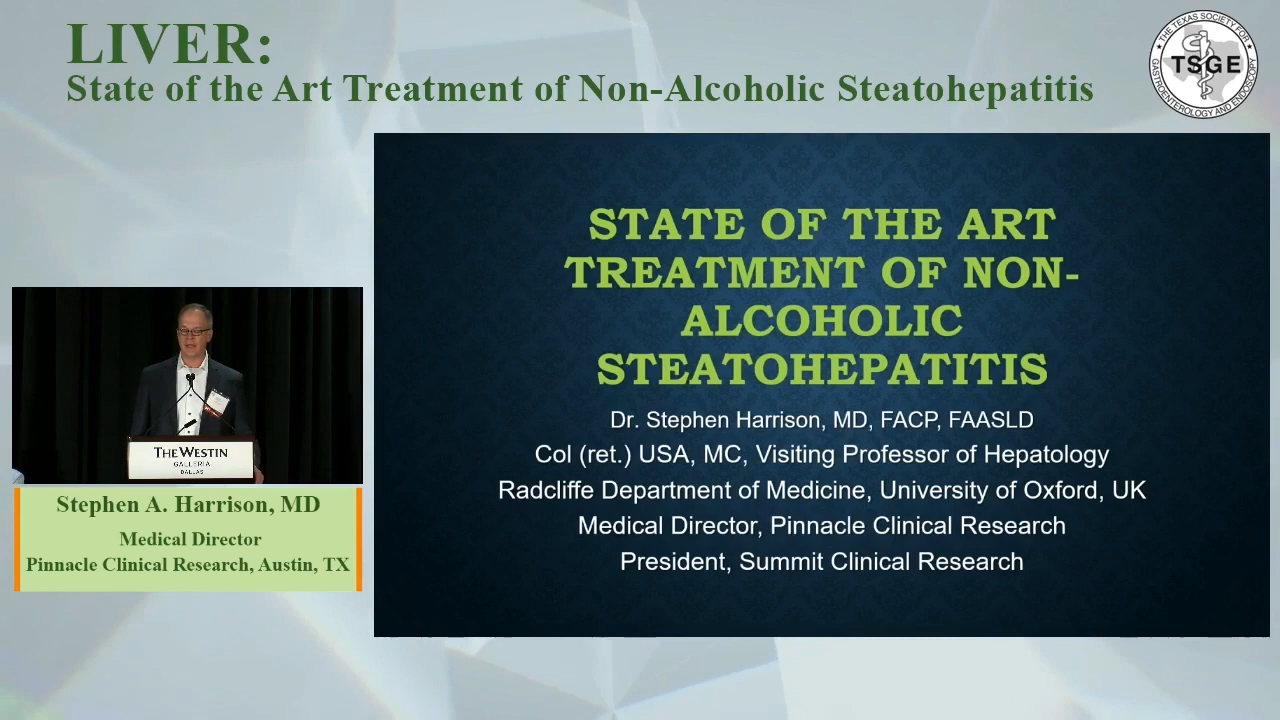 LIVER:
State of the Art Treatment of Non-Alcoholic Steatohepatitis
THE TEXAS SOCIETY FOR
TSGE
GASTROENTEROLOGY AND ENDOSCOPY
STATE OF THE ART
TREATMENT OF NON-
ALCOHOLIC
STEATOHEPATITIS
Dr. Stephen Harrison, MD, FACP, FAASLD
Col (ret.) USA, MC, Visiting Professor of Hepatology
Radcliffe Department of Medicine, University of Oxford, UK
Medical Director, Pinnacle Clinical Research
President, Summit Clinical Research
THE WESTIN
GALLERIA
DALLAS
Stephen A. Harrison, MD
Medical Director
Pinnacle Clinical Research, Austin, TX